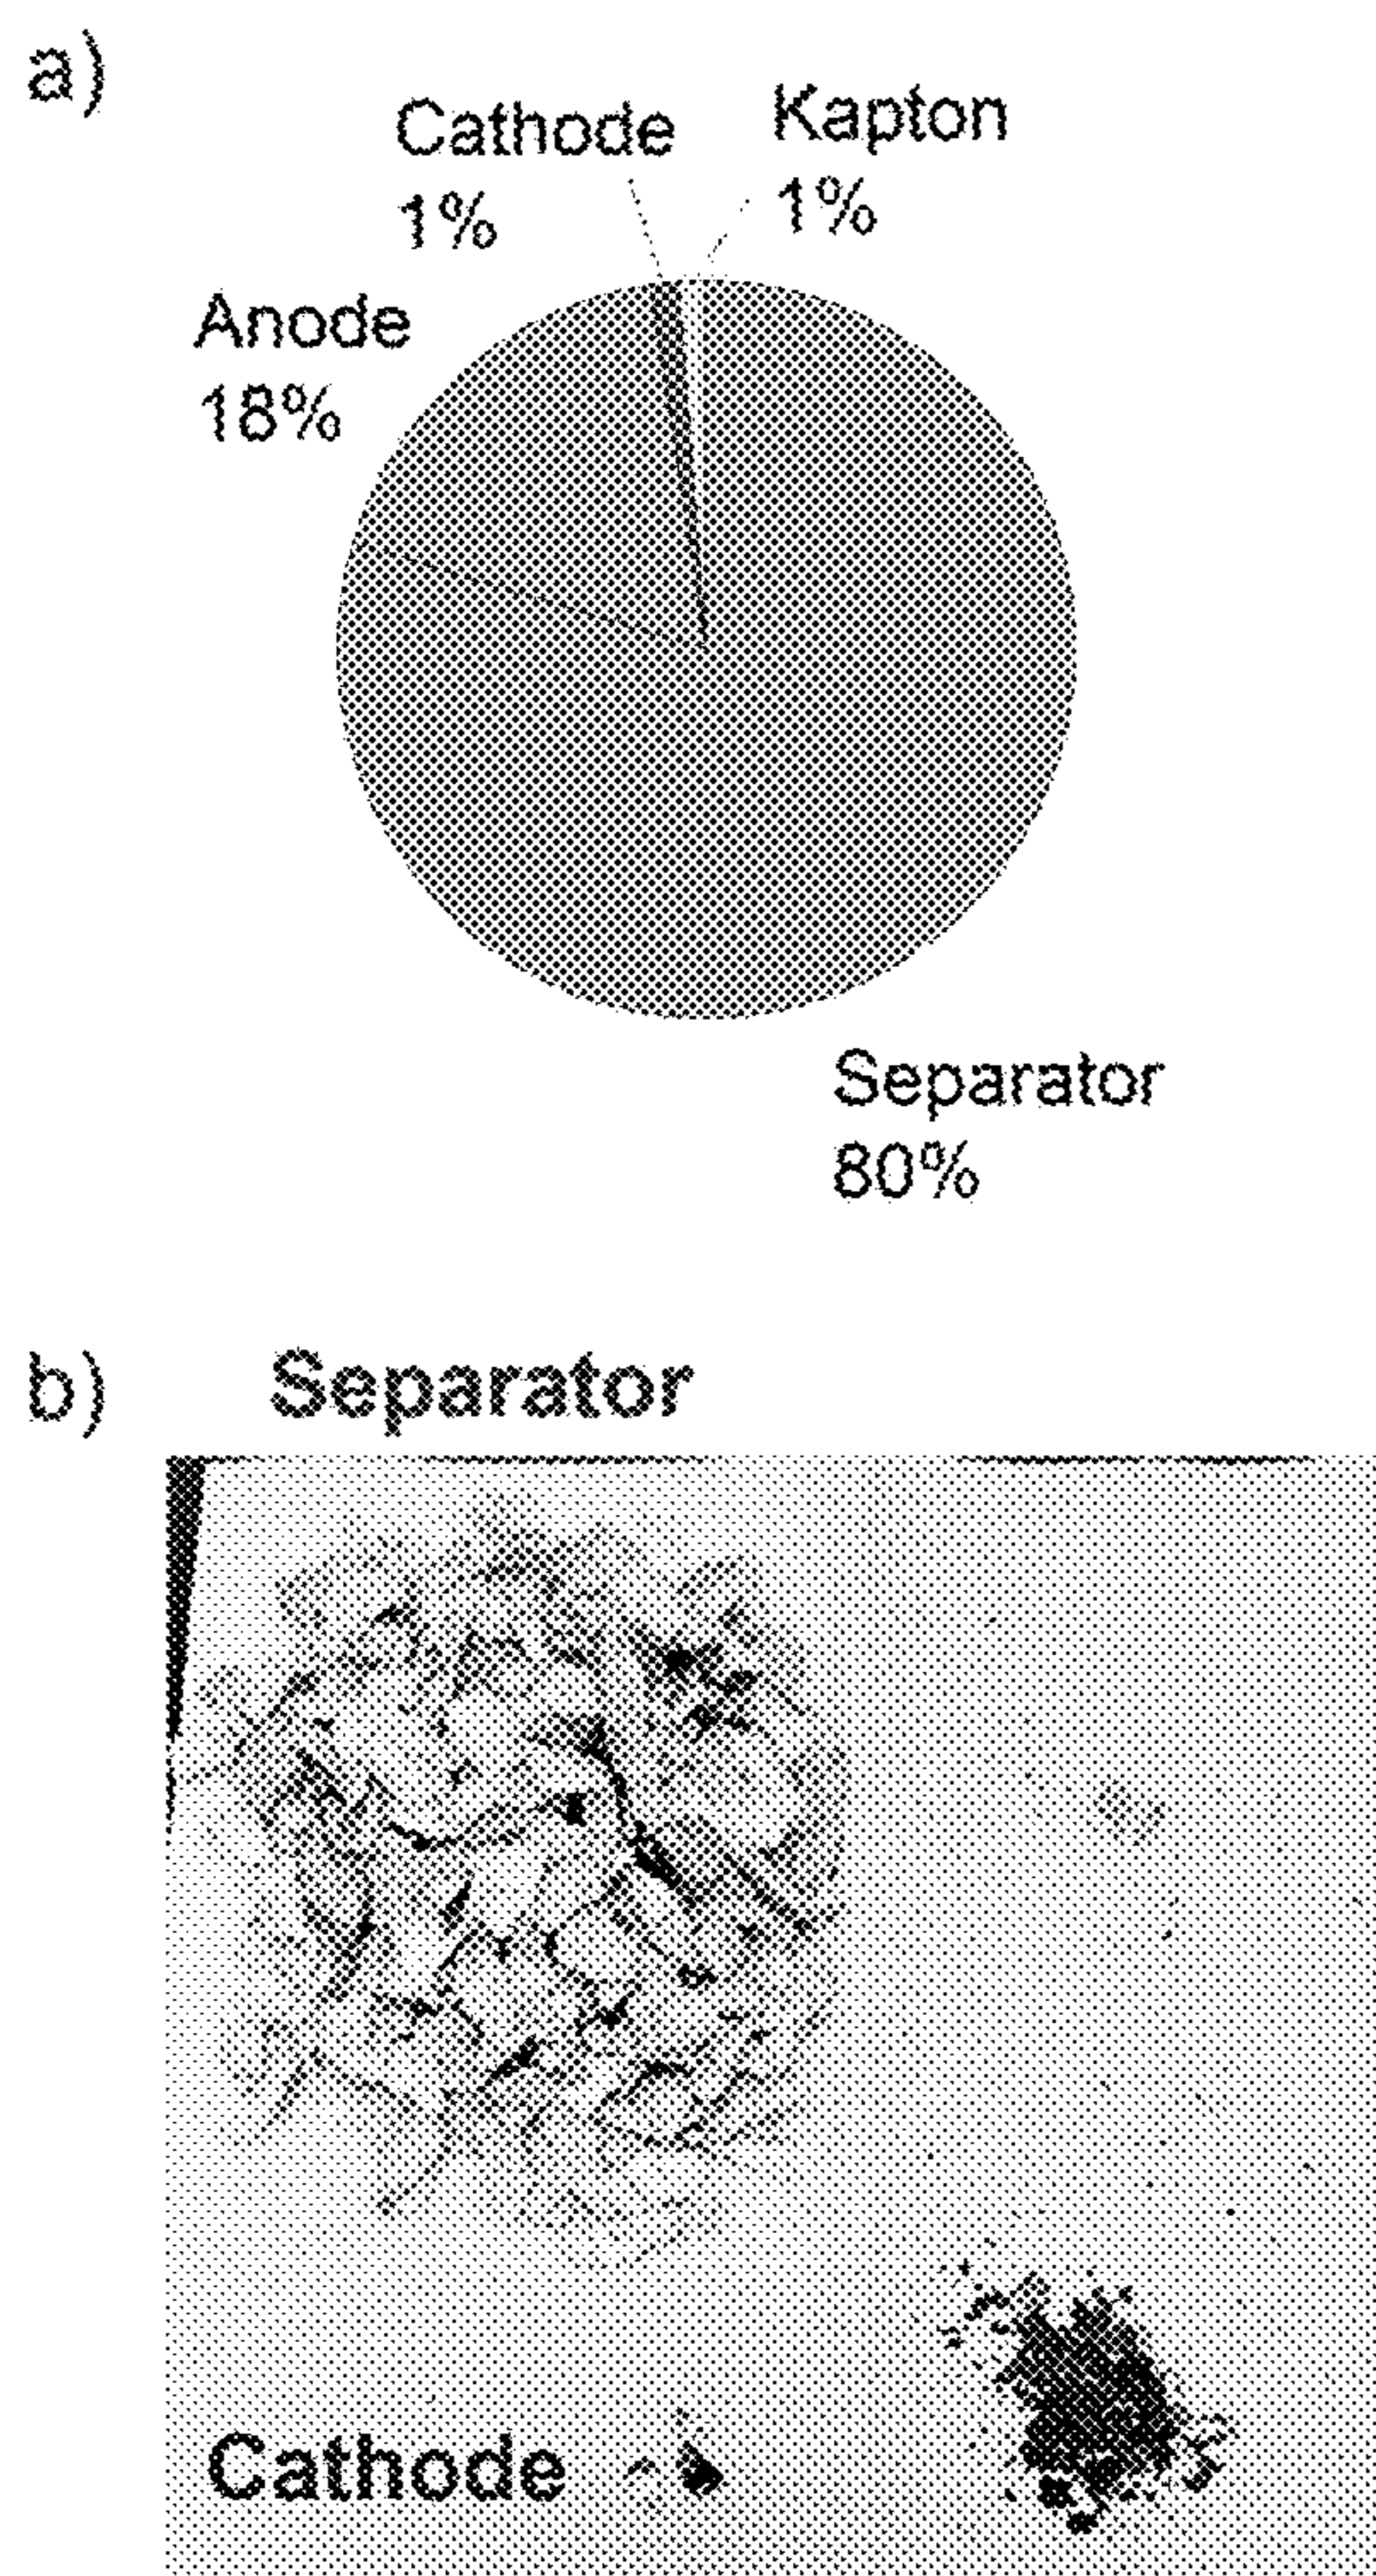 a)
Cathode
1%
Kapton
1%
Anode
18%
Separator
80%
b)
Separator
Cathode